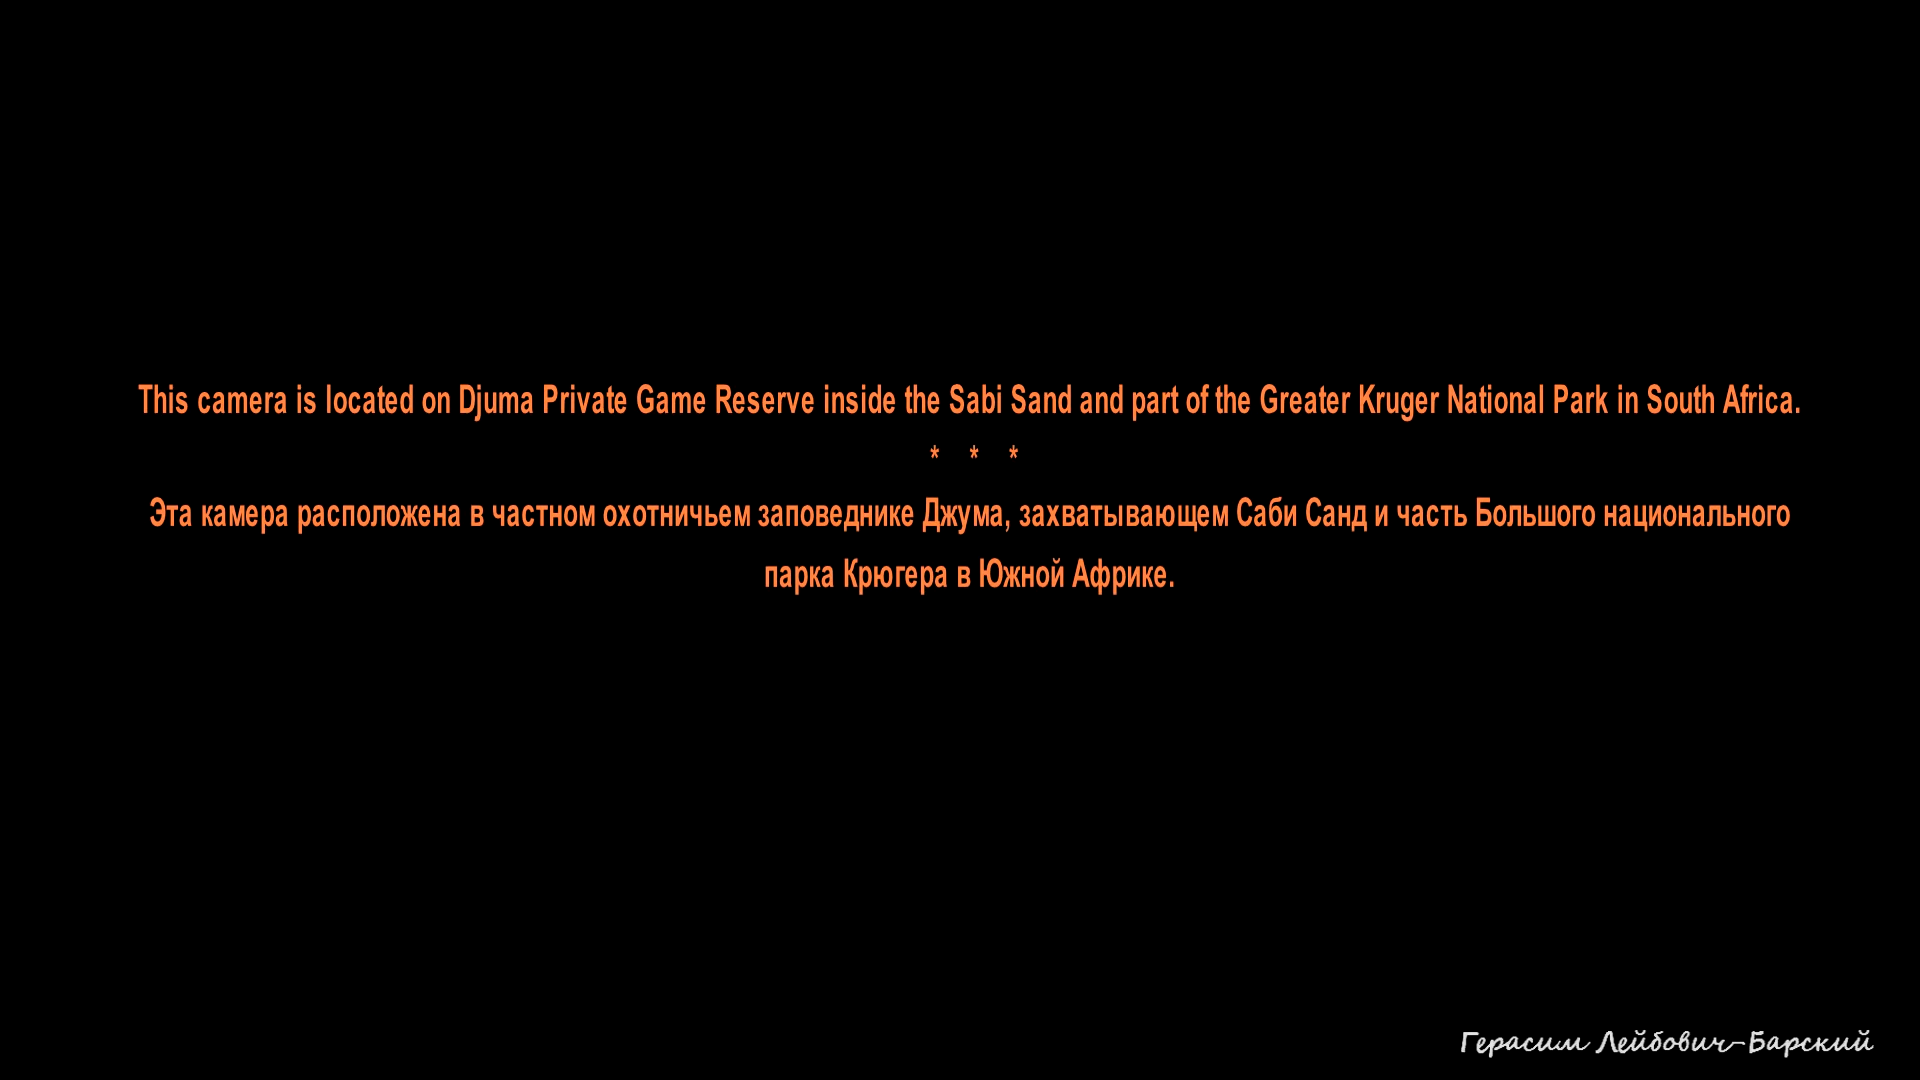 This camera is located on Djuma Private Game Reserve inside the Sabi Sand and part of the Greater Kruger National Park in South Africa.
* * *
Эта камера расположена в частном охотничьем заповеднике Джума, захватывающем Саби Санд и часть Большого национального
парка Крюгера в Южной Африке.
Герасим Лейбович-Барский